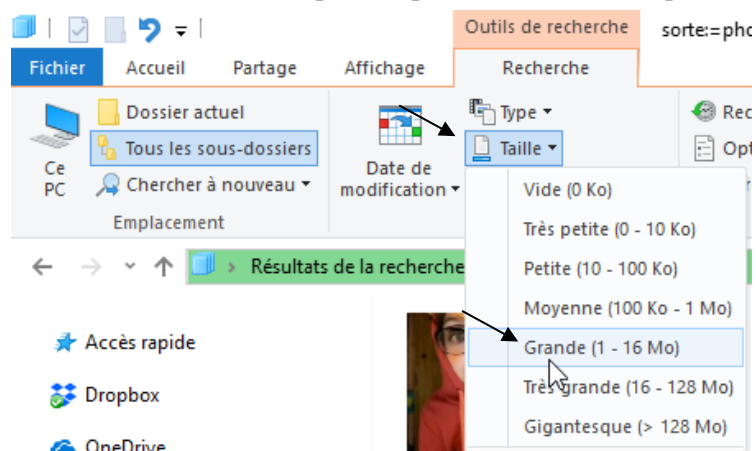 Outils de recherche
sorte:=pho
Fichier Accueil Partage Affichage Recherche
Dossier actuel
Tous les sous-dossiers
Chercher à nouveau
Ce PC
Emplacement
Date de modification
Type
Taille
Rec
Opt
Vide (0 Ko)
Très petite (0 - 10 Ko)
Petite (10 - 100 Ko)
Moyenne (100 Ko - 1 Mo)
Grande (1 - 16 Mo)
Très grande (16 - 128 Mo)
Gigantesque (> 128 Mo)
Résultats de la recherche
Accès rapide
Dropbox
OneDrive